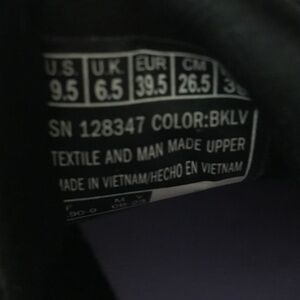 U.S. U.K. EUR CM
9.5 6.5 39.5 26.5
SN 128347 COLOR:BKLV
TEXTILE AND MAN MADE UPPER
MADE IN VIETNAM/HECHO EN VIETNAM